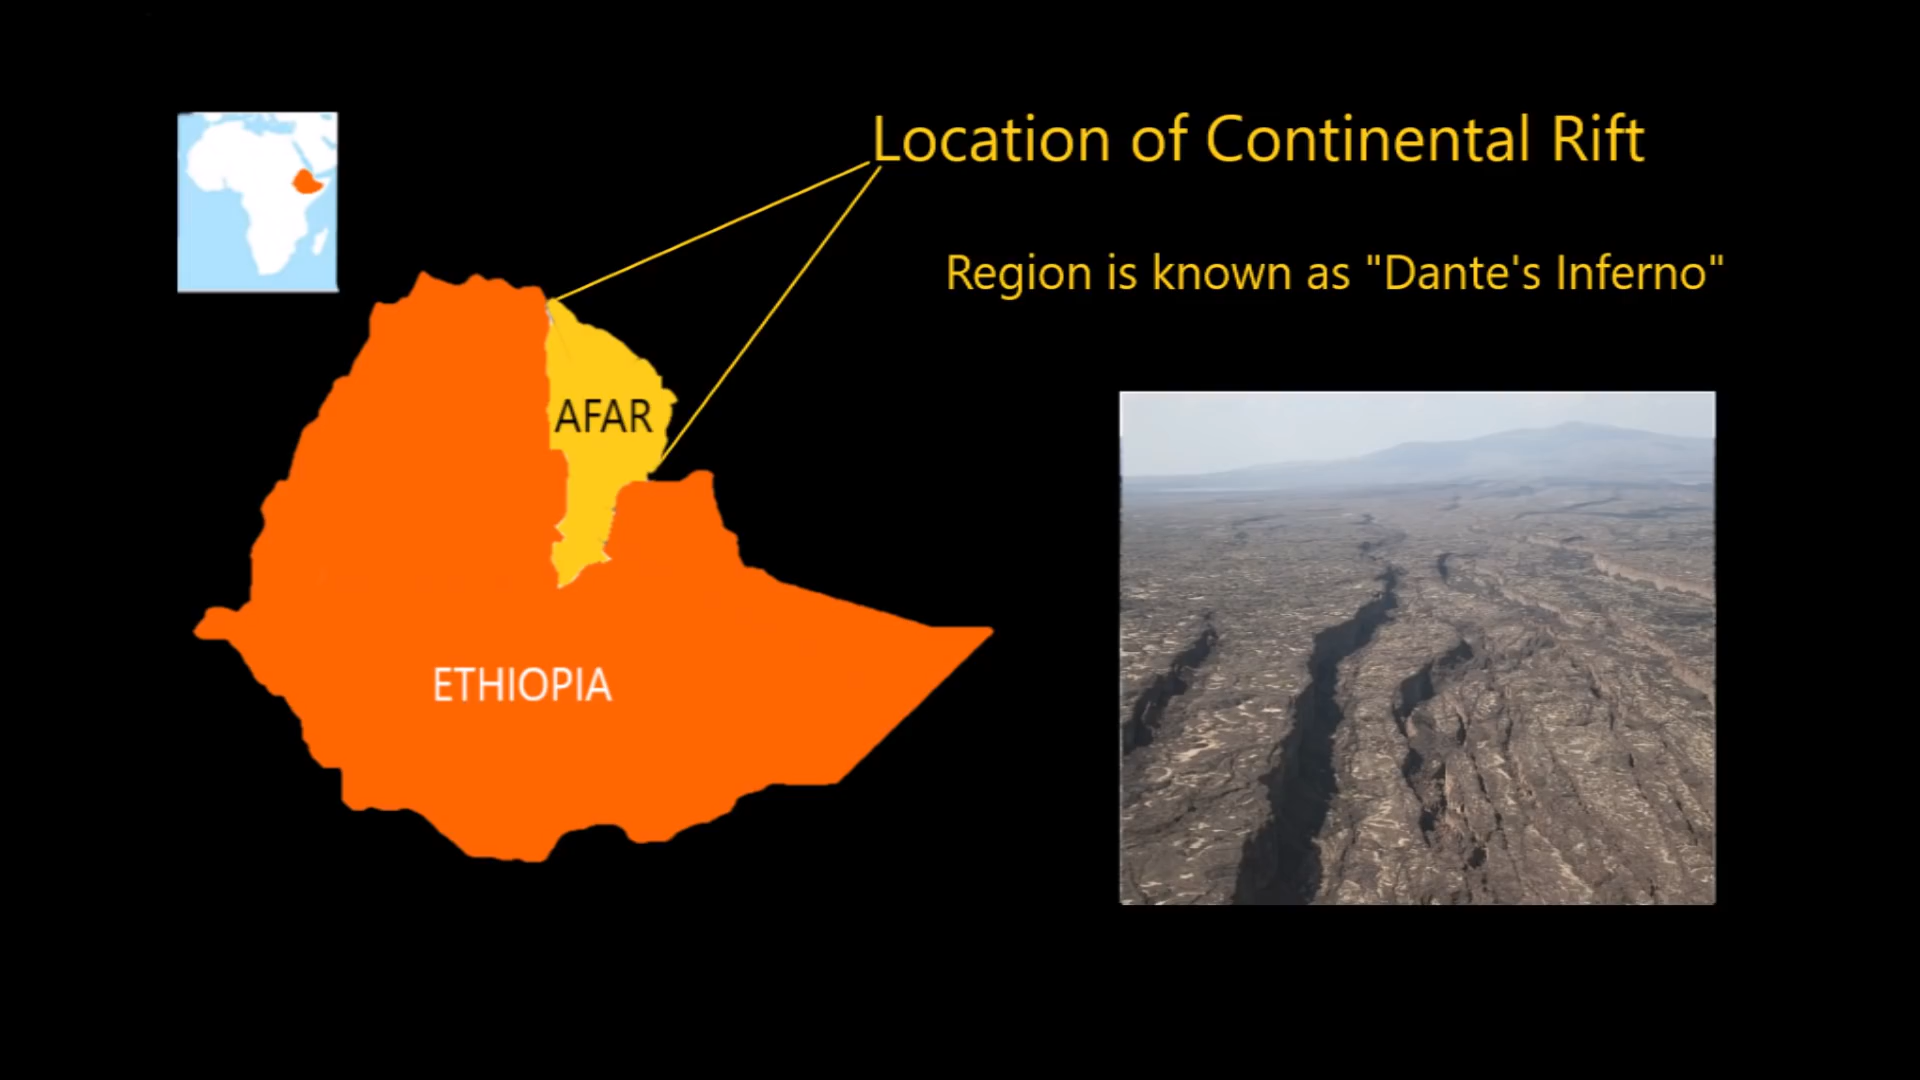 Location of Continental Rift
Region is known as "Dante's Inferno"
AFAR
ETHIOPIA